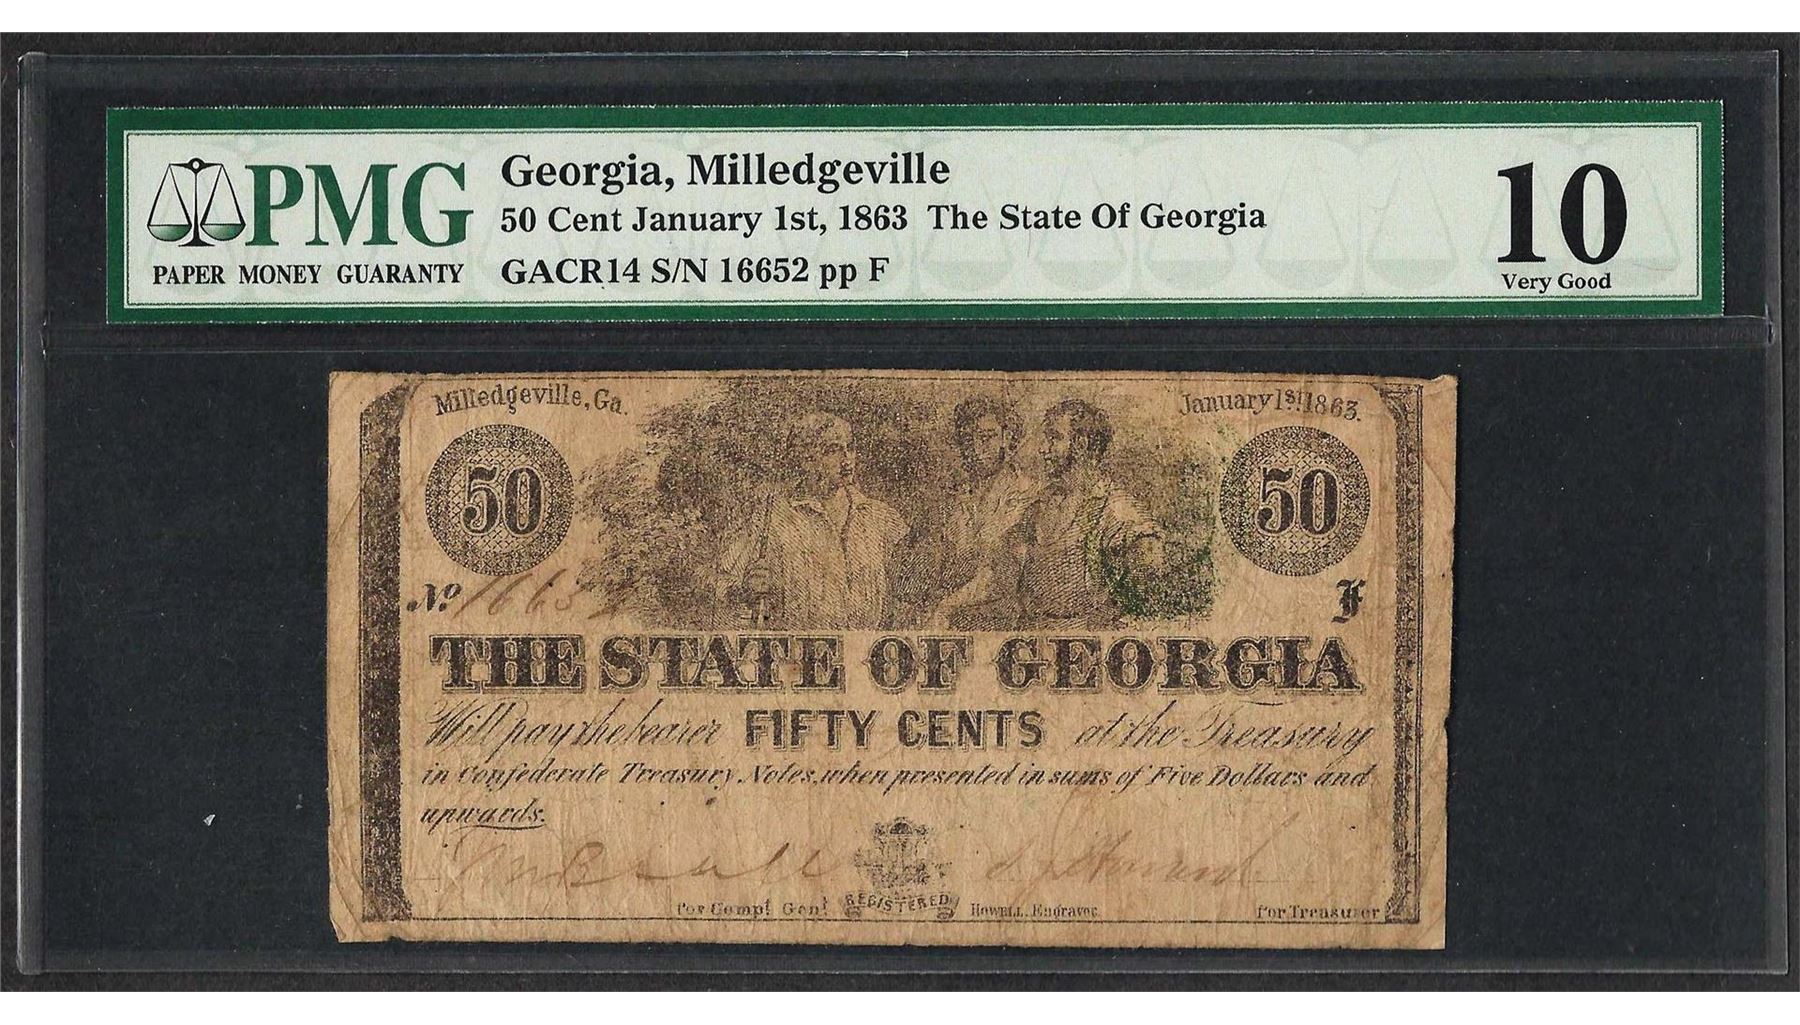 PMG
PAPER MONEY GUARANTY
Georgia, Milledgeville
50 Cent January 1st, 1863 The State Of Georgia
GACR14 S/N 16652 pp F
10
Very Good
Milledgeville, Ga.
January 1st. 1863.
50
50
No. 16652
F
THE STATE OF GEORGIA
Will pay the bearer FIFTY CENTS at the Treasury
in Confederate Treasury Notes, when presented in sums of Five Dollars and
upwards.
for Compt. Genl.
REGISTERED
HOWELL, Engraver.
for Treasurer